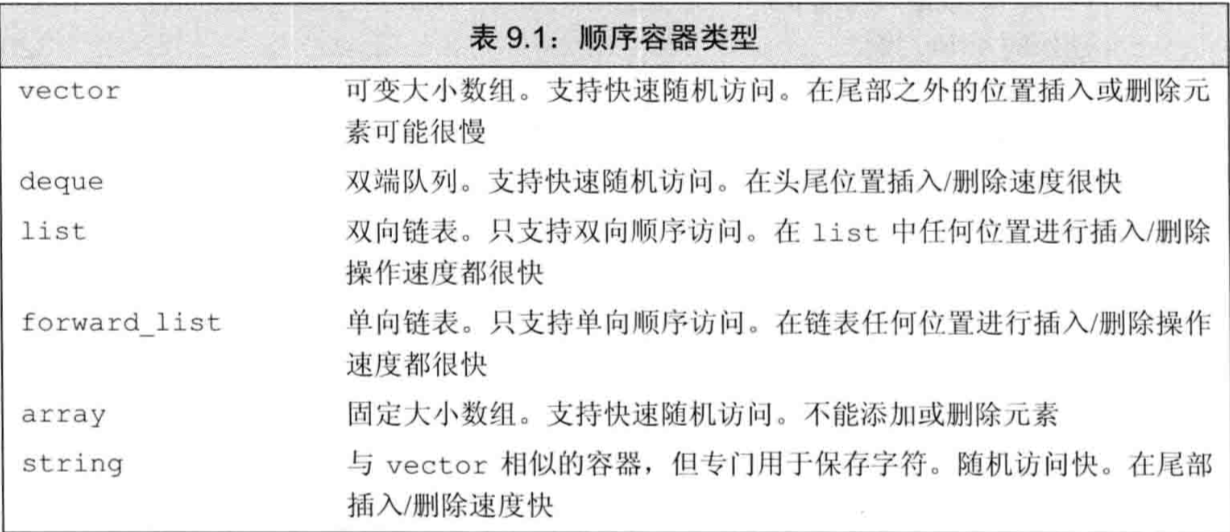 表 9.1：顺序容器类型
vector 可变大小数组。支持快速随机访问。在尾部之外的位置插入或删除元
素可能很慢
deque 双端队列。支持快速随机访问。在头尾位置插入/删除速度很快
list 双向链表。只支持双向顺序访问。在 list 中任何位置进行插入/删除
操作速度都很快
forward_list 单向链表。只支持单向顺序访问。在链表任何位置进行插入/删除操作
速度都很快
array 固定大小数组。支持快速随机访问。不能添加或删除元素
string 与 vector 相似的容器，但专门用于保存字符。随机访问快。在尾部
插入/删除速度快